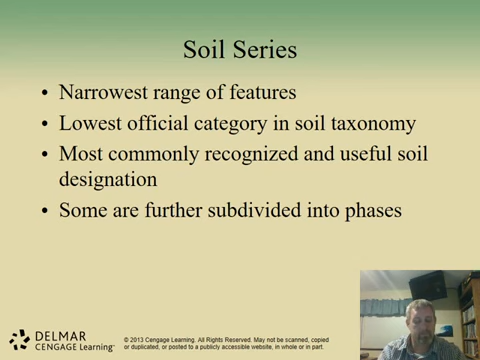 Soil Series
• Narrowest range of features
• Lowest official category in soil taxonomy
• Most commonly recognized and useful soil
designation
• Some are further subdivided into phases
DELMAR
CENGAGE Learning™
© 2013 Cengage Learning. All Rights Reserved. May not be scanned, copied
or duplicated, or posted to a publicly accessible website, in whole or in part.